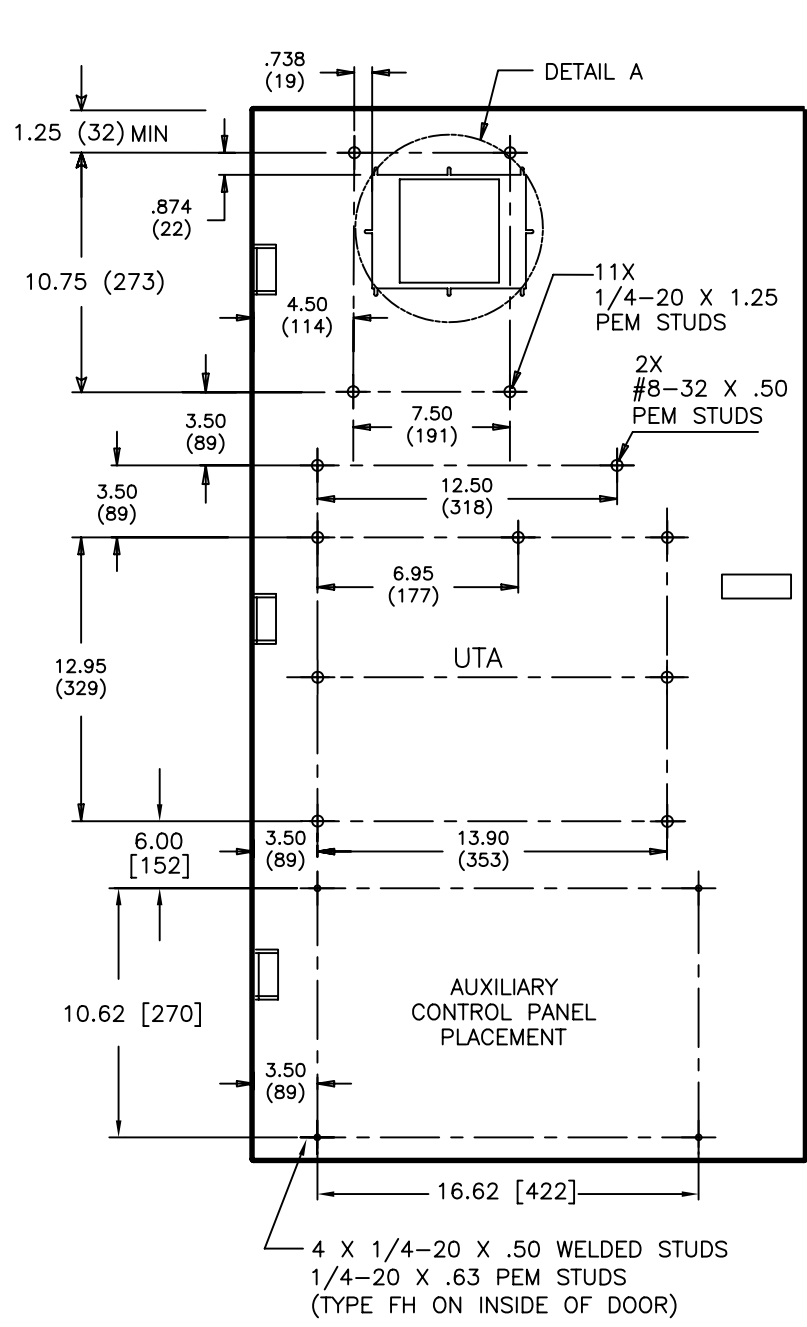 .738
(19)
DETAIL A
1.25 (32) MIN
.874
(22)
10.75 (273)
4.50
(114)
11X
1/4-20 X 1.25
PEM STUDS
2X
#8-32 X .50
PEM STUDS
3.50
(89)
7.50
(191)
3.50
(89)
12.50
(318)
6.95
(177)
12.95
(329)
UTA
6.00
[152]
3.50
(89)
13.90
(353)
10.62 [270]
AUXILIARY
CONTROL PANEL
PLACEMENT
3.50
(89)
16.62 [422]
4 X 1/4-20 X .50 WELDED STUDS
1/4-20 X .63 PEM STUDS
(TYPE FH ON INSIDE OF DOOR)